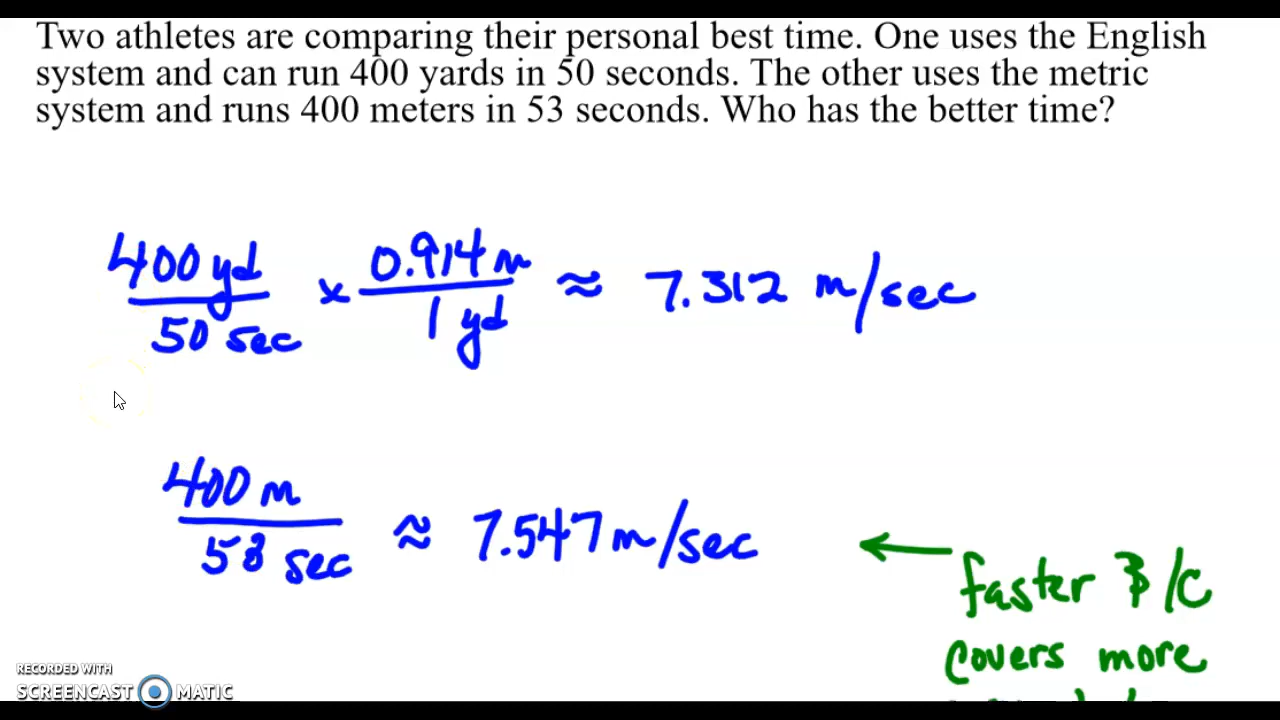 Two athletes are comparing their personal best time. One uses the English
system and can run 400 yards in 50 seconds. The other uses the metric
system and runs 400 meters in 53 seconds. Who has the better time?
400 yd / 50 sec × 0.914 m / 1 yd ≈ 7.312 m/sec
400 m / 53 sec ≈ 7.547 m/sec
← faster b/c
covers more
RECORDED WITH
SCREENCAST MATIC